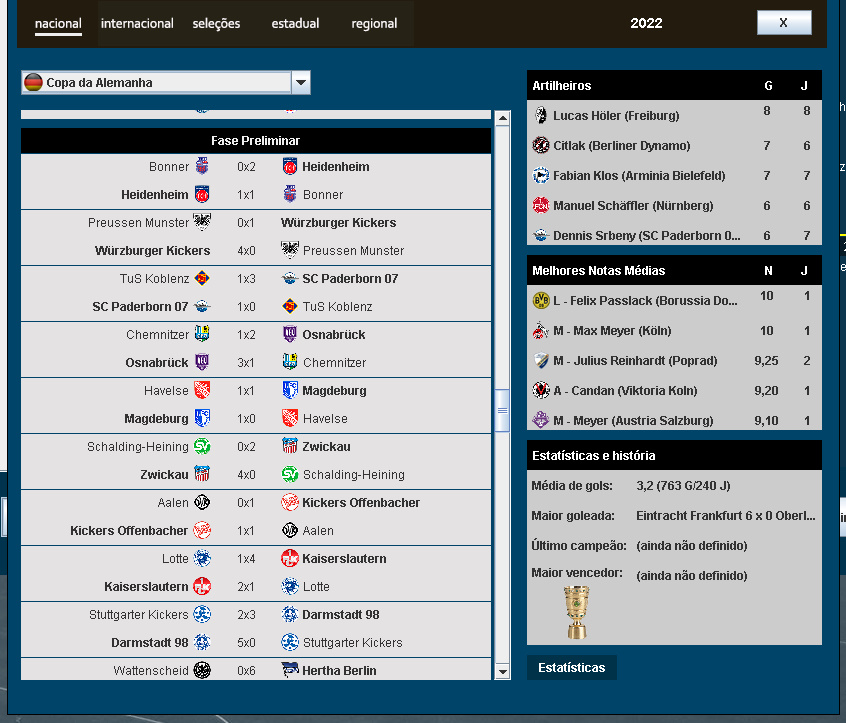 nacional internacional seleções estadual regional 2022 X
Copa da Alemanha
Fase Preliminar
Bonner 0x2 Heidenheim
Heidenheim 1x1 Bonner
Preussen Munster 0x1 Würzburger Kickers
Würzburger Kickers 4x0 Preussen Munster
TuS Koblenz 1x3 SC Paderborn 07
SC Paderborn 07 1x0 TuS Koblenz
Chemnitzer 1x2 Osnabrück
Osnabrück 3x1 Chemnitzer
Havelse 1x1 Magdeburg
Magdeburg 1x0 Havelse
Schalding-Heining 0x2 Zwickau
Zwickau 4x0 Schalding-Heining
Aalen 0x1 Kickers Offenbacher
Kickers Offenbacher 1x1 Aalen
Lotte 1x4 Kaiserslautern
Kaiserslautern 2x1 Lotte
Stuttgarter Kickers 2x3 Darmstadt 98
Darmstadt 98 5x0 Stuttgarter Kickers
Wattenscheid 0x6 Hertha Berlin
Artilheiros G J
Lucas Höler (Freiburg) 8 8
Citlak (Berliner Dynamo) 7 6
Fabian Klos (Arminia Bielefeld) 7 7
Manuel Schäffler (Nürnberg) 6 6
Dennis Srbeny (SC Paderborn 0... 6 7
Melhores Notas Médias N J
L - Felix Passlack (Borussia Do... 10 1
M - Max Meyer (Köln) 10 1
M - Julius Reinhardt (Poprad) 9,25 2
A - Candan (Viktoria Koln) 9,20 1
M - Meyer (Austria Salzburg) 9,10 1
Estatísticas e história
Média de gols: 3,2 (763 G/240 J)
Maior goleada: Eintracht Frankfurt 6 x 0 Oberl...
Último campeão: (ainda não definido)
Maior vencedor: (ainda não definido)
Estatísticas